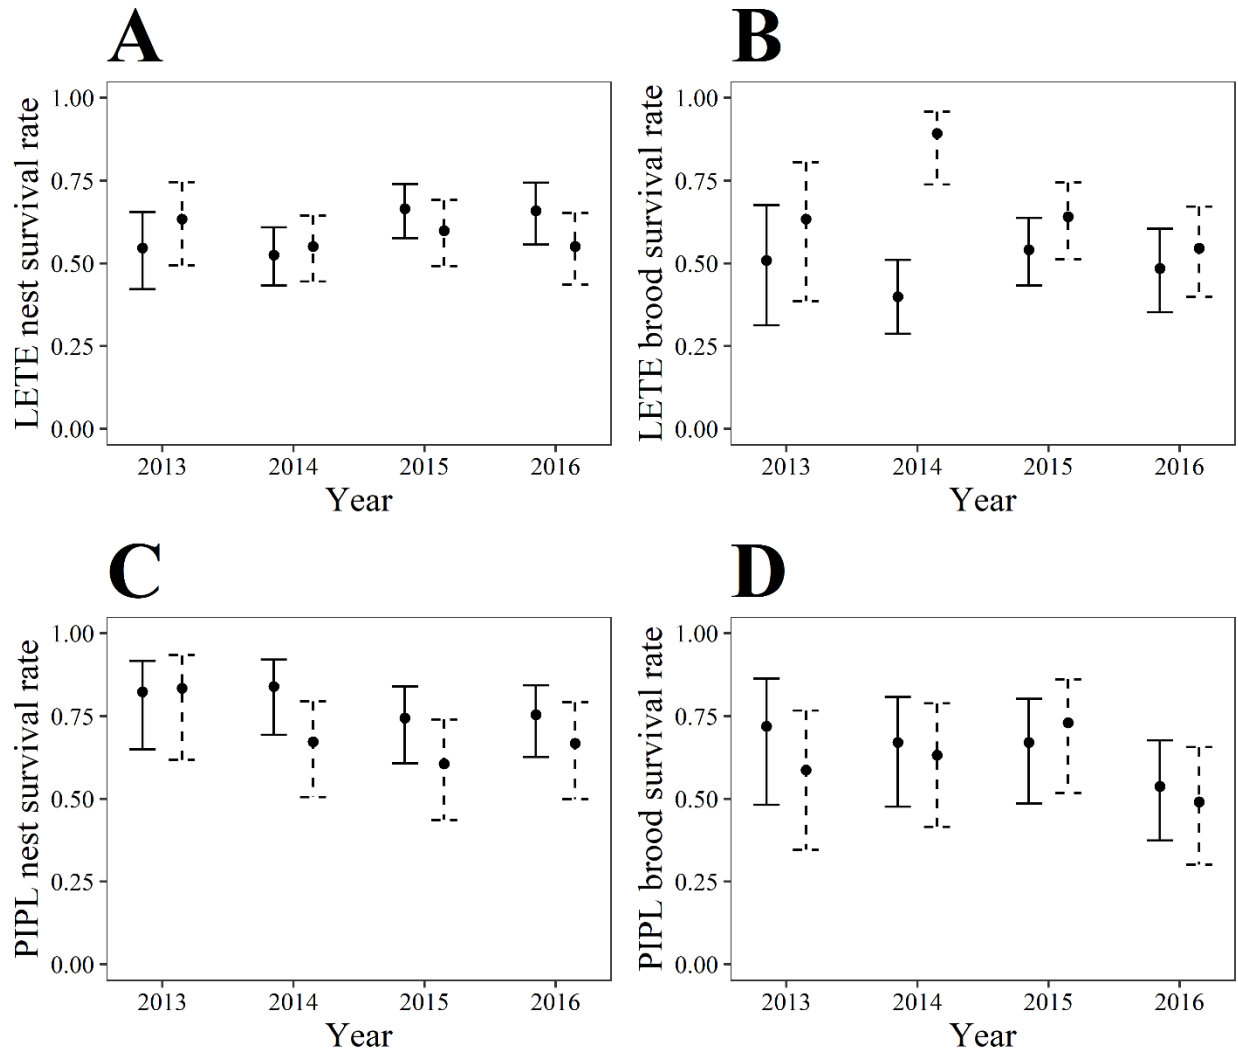 A
LETE nest survival rate
1.00
0.75
0.50
0.25
0.00
2013 2014 2015 2016
Year
B
LETE brood survival rate
1.00
0.75
0.50
0.25
0.00
2013 2014 2015 2016
Year
C
PIPL nest survival rate
1.00
0.75
0.50
0.25
0.00
2013 2014 2015 2016
Year
D
PIPL brood survival rate
1.00
0.75
0.50
0.25
0.00
2013 2014 2015 2016
Year